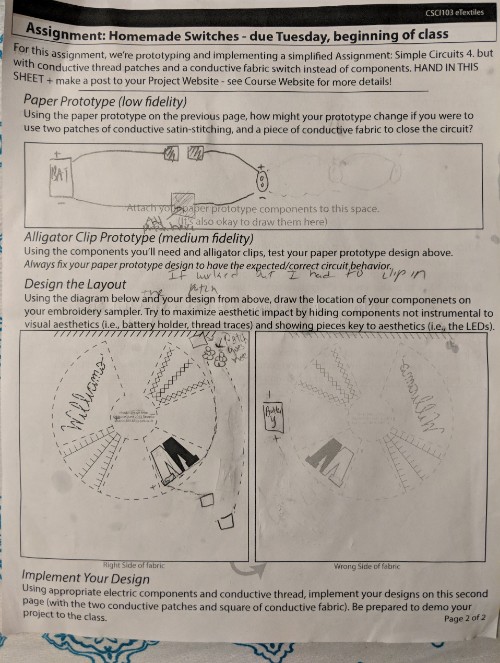 CSCI103 eTextiles
Assignment: Homemade Switches - due Tuesday, beginning of class
For this assignment, we're prototyping and implementing a simplified Assignment: Simple Circuits 4. but
with conductive thread patches and a conductive fabric switch instead of components. HAND IN THIS
SHEET + make a post to your Project Website - see Course Website for more details!
Paper Prototype (low fidelity)
Using the paper prototype on the previous page, how might your prototype change if you were to
use two patches of conductive satin-stitching, and a piece of conductive fabric to close the circuit?
+
BAT
-
+
-
Attach your paper prototype components to this space.
(It's also okay to draw them here)
Alligator Clip Prototype (medium fidelity)
Using the components you'll need and alligator clips, test your paper prototype design above.
Always fix your paper prototype design to have the expected/correct circuit behavior.
It worked but I had to clip in
the patch
Design the Layout
Using the diagram below and your design from above, draw the location of your componenets on
your embroidery sampler. Try to maximize aesthetic impact by hiding components not instrumental to
visual aesthetics (i.e., battery holder, thread traces) and showing pieces key to aesthetics (i.e., the LEDs).
Williams
Williams
+
Right Side of fabric
Wrong Side of fabric
Implement Your Design
Using appropriate electric components and conductive thread, implement your designs on this second
page (with the two conductive patches and square of conductive fabric). Be prepared to demo your
project to the class.
Page 2 of 2